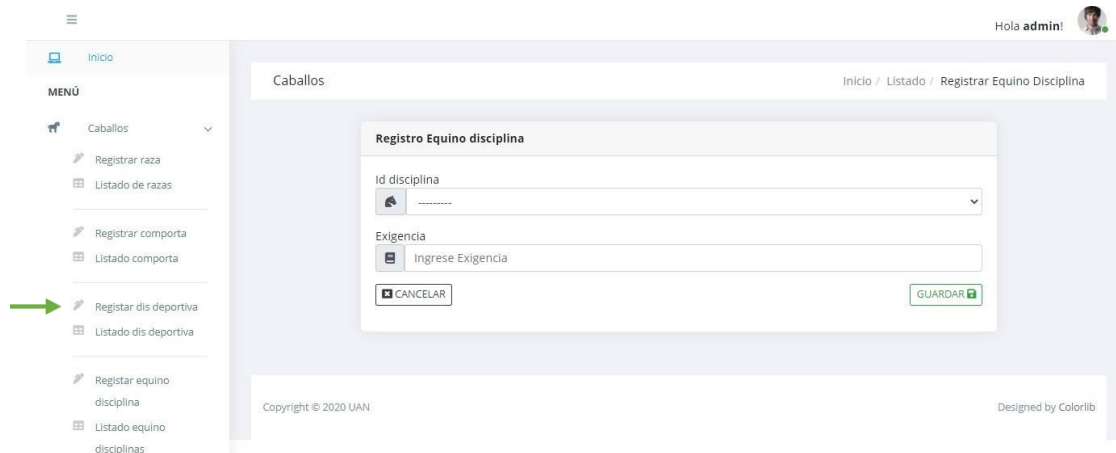 Hola admin!
Inicio
MENÚ
Caballos
Registrar raza
Listado de razas
Registrar comporta
Listado comporta
Registar dis deportiva
Listado dis deportiva
Registar equino
disciplina
Listado equino
disciplinas
Caballos
Inicio / Listado / Registrar Equino Disciplina
Registro Equino disciplina
Id disciplina
---------
Exigencia
Ingrese Exigencia
CANCELAR
GUARDAR
Copyright © 2020 UAN
Designed by Colorlib